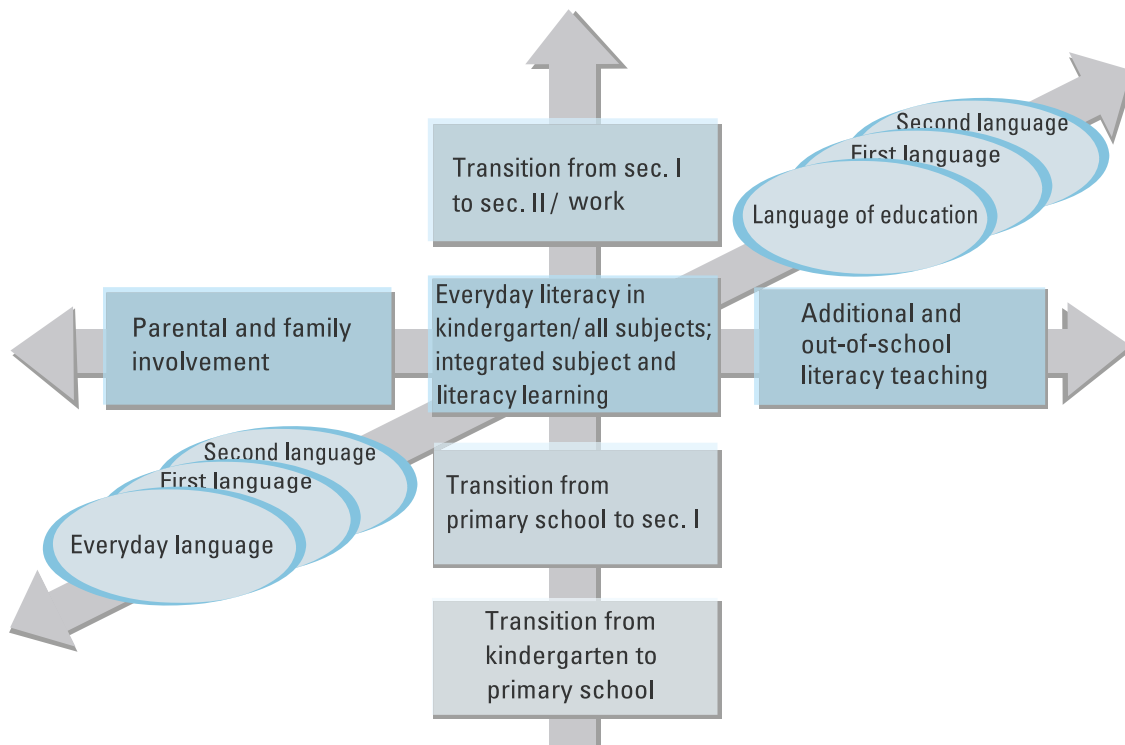 Second language
First language
Language of education
Transition from sec. I
to sec. II / work
Parental and family
involvement
Everyday literacy in
kindergarten/ all subjects;
integrated subject and
literacy learning
Additional and
out-of-school
literacy teaching
Second language
First language
Everyday language
Transition from
primary school to sec. I
Transition from
kindergarten to
primary school